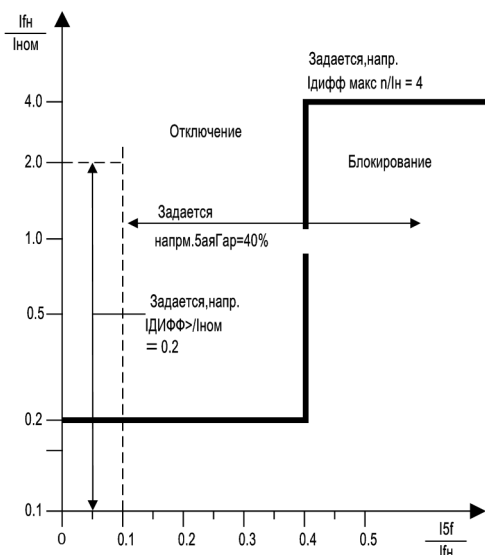 Ifн
Iном
Задается,напр.
Iдифф макс n/Iн = 4
4.0
Отключение
Блокирование
2.0
Задается
напрм.5аяГар=40%
1.0
Задается,напр.
IДИФФ>/Iном
= 0.2
0.5
0.2
0.1
0
0.1
0.2
0.3
0.4
0.5
I5f
Ifн